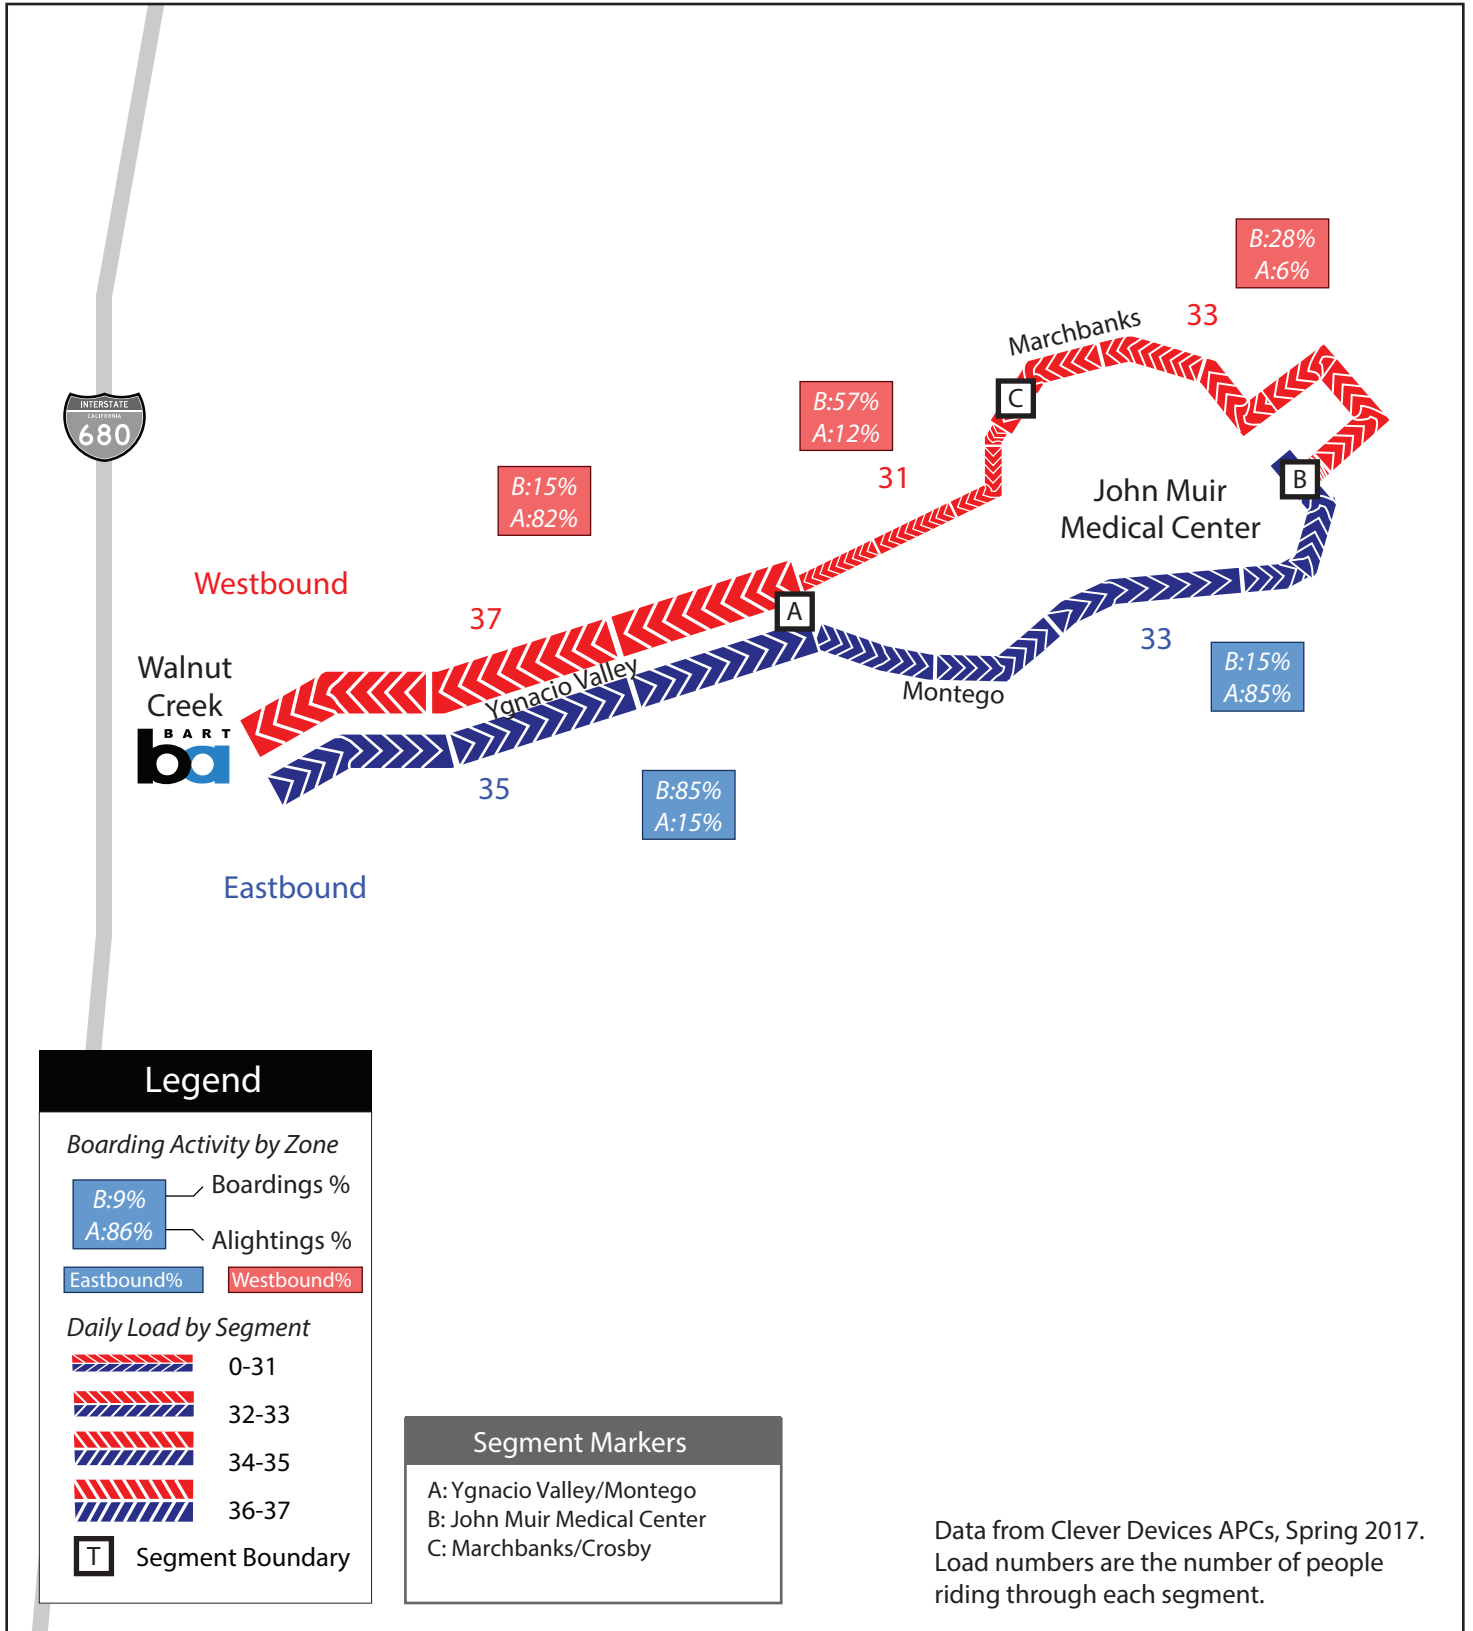 B:28%
A:6%
33
Marchbanks
C
B:57%
A:12%
31
INTERSTATE
CALIFORNIA
680
B:15%
A:82%
John Muir
Medical Center
B
Westbound
37
A
Walnut
Creek
BART
ba
Ygnacio Valley
Montego
33
B:15%
A:85%
35
B:85%
A:15%
Eastbound
Legend
Boarding Activity by Zone
B:9%
A:86%
Boardings %
Alightings %
Eastbound%
Westbound%
Daily Load by Segment
0-31
32-33
34-35
36-37
T
Segment Boundary
Segment Markers
A: Ygnacio Valley/Montego
B: John Muir Medical Center
C: Marchbanks/Crosby
Data from Clever Devices APCs, Spring 2017.
Load numbers are the number of people
riding through each segment.